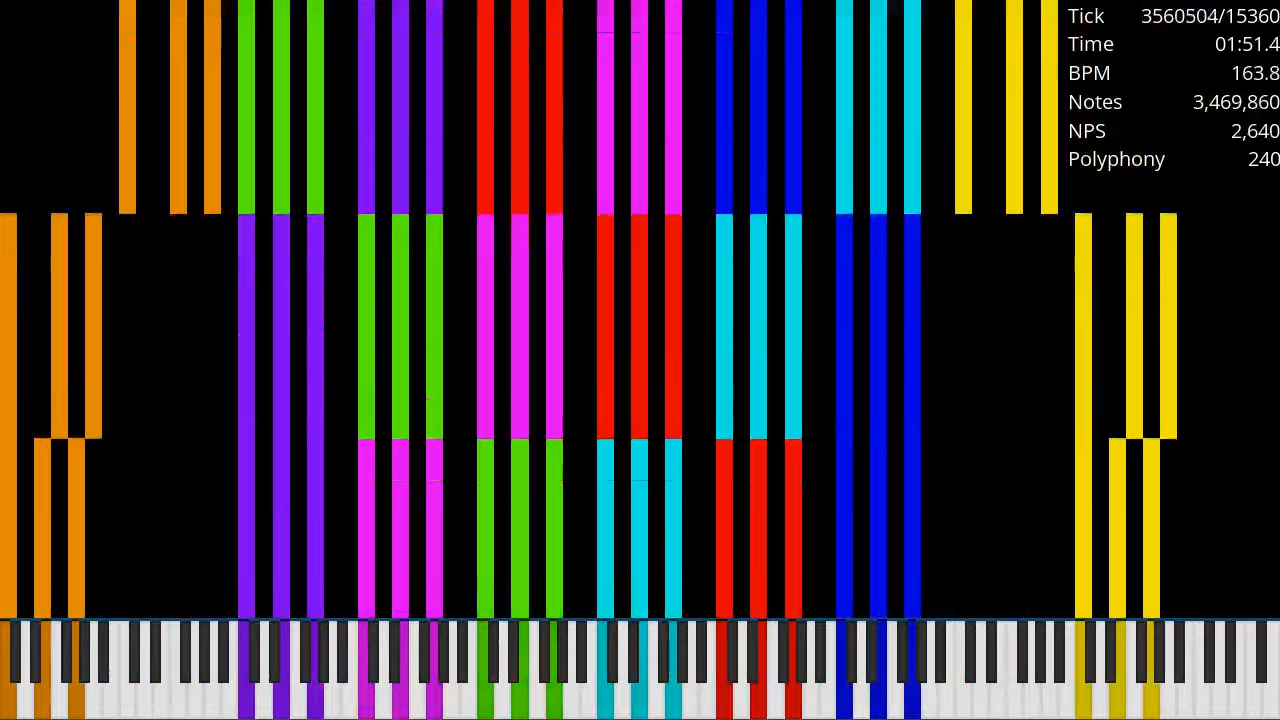 Tick 3560504/15360
Time 01:51.4
BPM 163.8
Notes 3,469,860
NPS 2,640
Polyphony 240